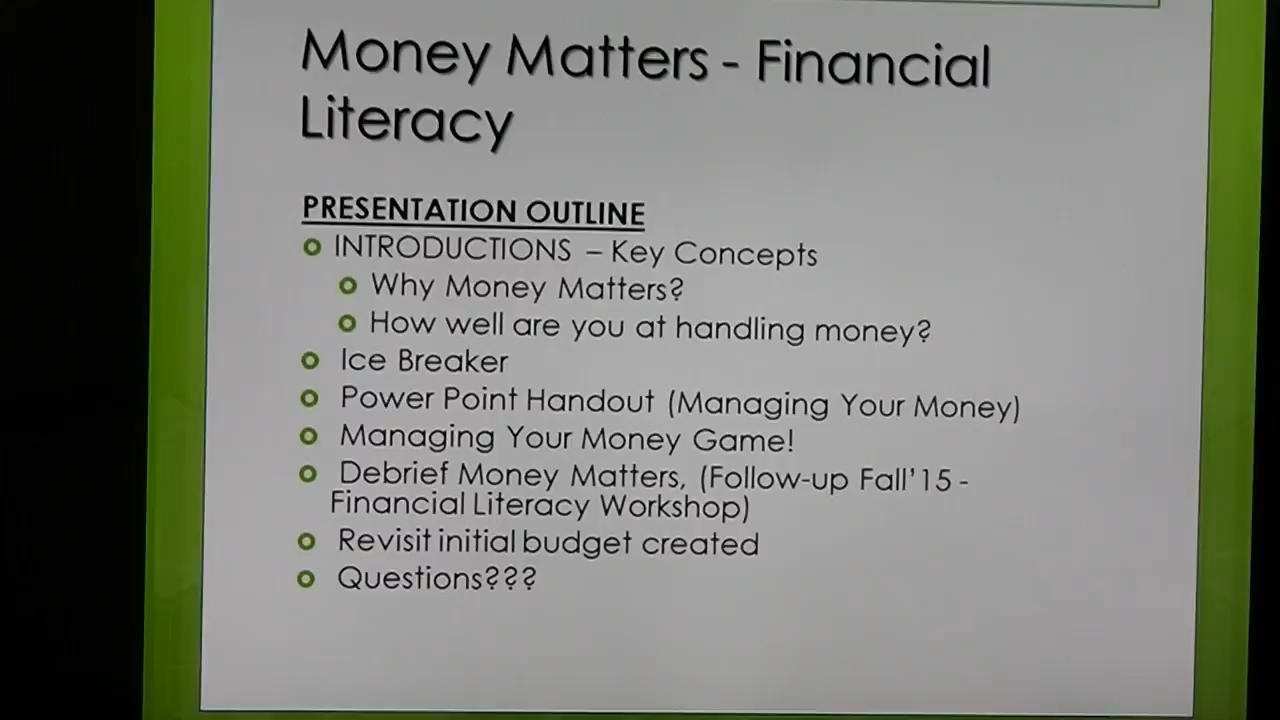 Money Matters - Financial
Literacy
PRESENTATION OUTLINE
INTRODUCTIONS – Key Concepts
Why Money Matters?
How well are you at handling money?
Ice Breaker
Power Point Handout (Managing Your Money)
Managing Your Money Game!
Debrief Money Matters, (Follow-up Fall'15 -
Financial Literacy Workshop)
Revisit initial budget created
Questions???